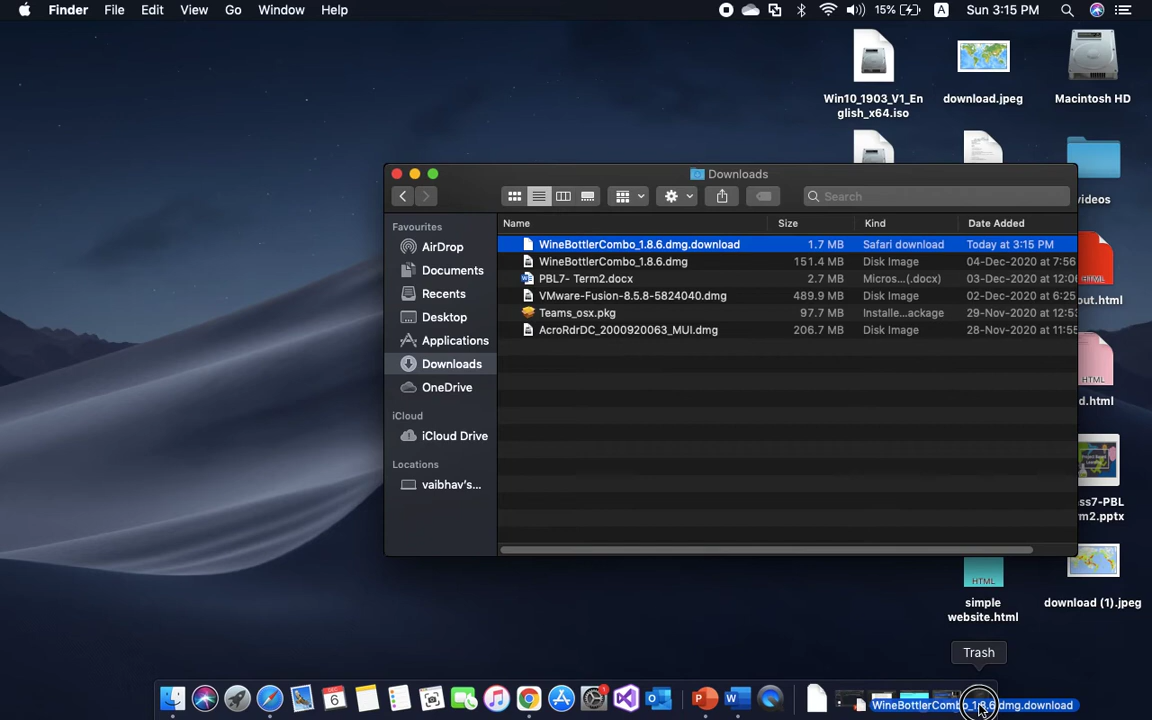 Finder File Edit View Go Window Help
15% A Sun 3:15 PM
Win10_1903_V1_En
glish_x64.iso
download.jpeg
Macintosh HD
Downloads
Search
Favourites
AirDrop
Documents
Recents
Desktop
Applications
Downloads
OneDrive
iCloud
iCloud Drive
Locations
vaibhav's...
Name Size Kind Date Added
WineBottlerCombo_1.8.6.dmg.download 1.7 MB Safari download Today at 3:15 PM
WineBottlerCombo_1.8.6.dmg 151.4 MB Disk Image 04-Dec-2020 at 7:56
PBL7- Term2.docx 2.7 MB Micros...(.docx) 03-Dec-2020 at 12:0
VMware-Fusion-8.5.8-5824040.dmg 489.9 MB Disk Image 02-Dec-2020 at 6:25
Teams_osx.pkg 97.7 MB Installe...ackage 29-Nov-2020 at 12:5
AcroRdrDC_2000920063_MUI.dmg 206.7 MB Disk Image 28-Nov-2020 at 11:55
videos
HTML
out.html
HTML
d.html
ss7-PBL
m2.pptx
HTML
simple
website.html
download (1).jpeg
Trash
DEC
6
1
WineBottlerCombo_1.8.6.dmg.download